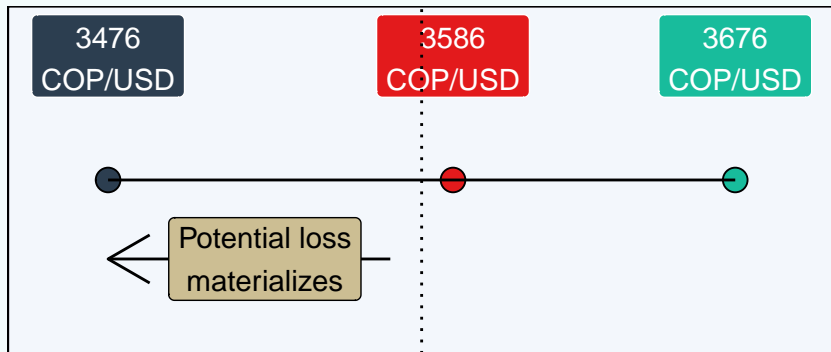 3476
COP/USD
3586
COP/USD
3676
COP/USD
Potential loss
materializes